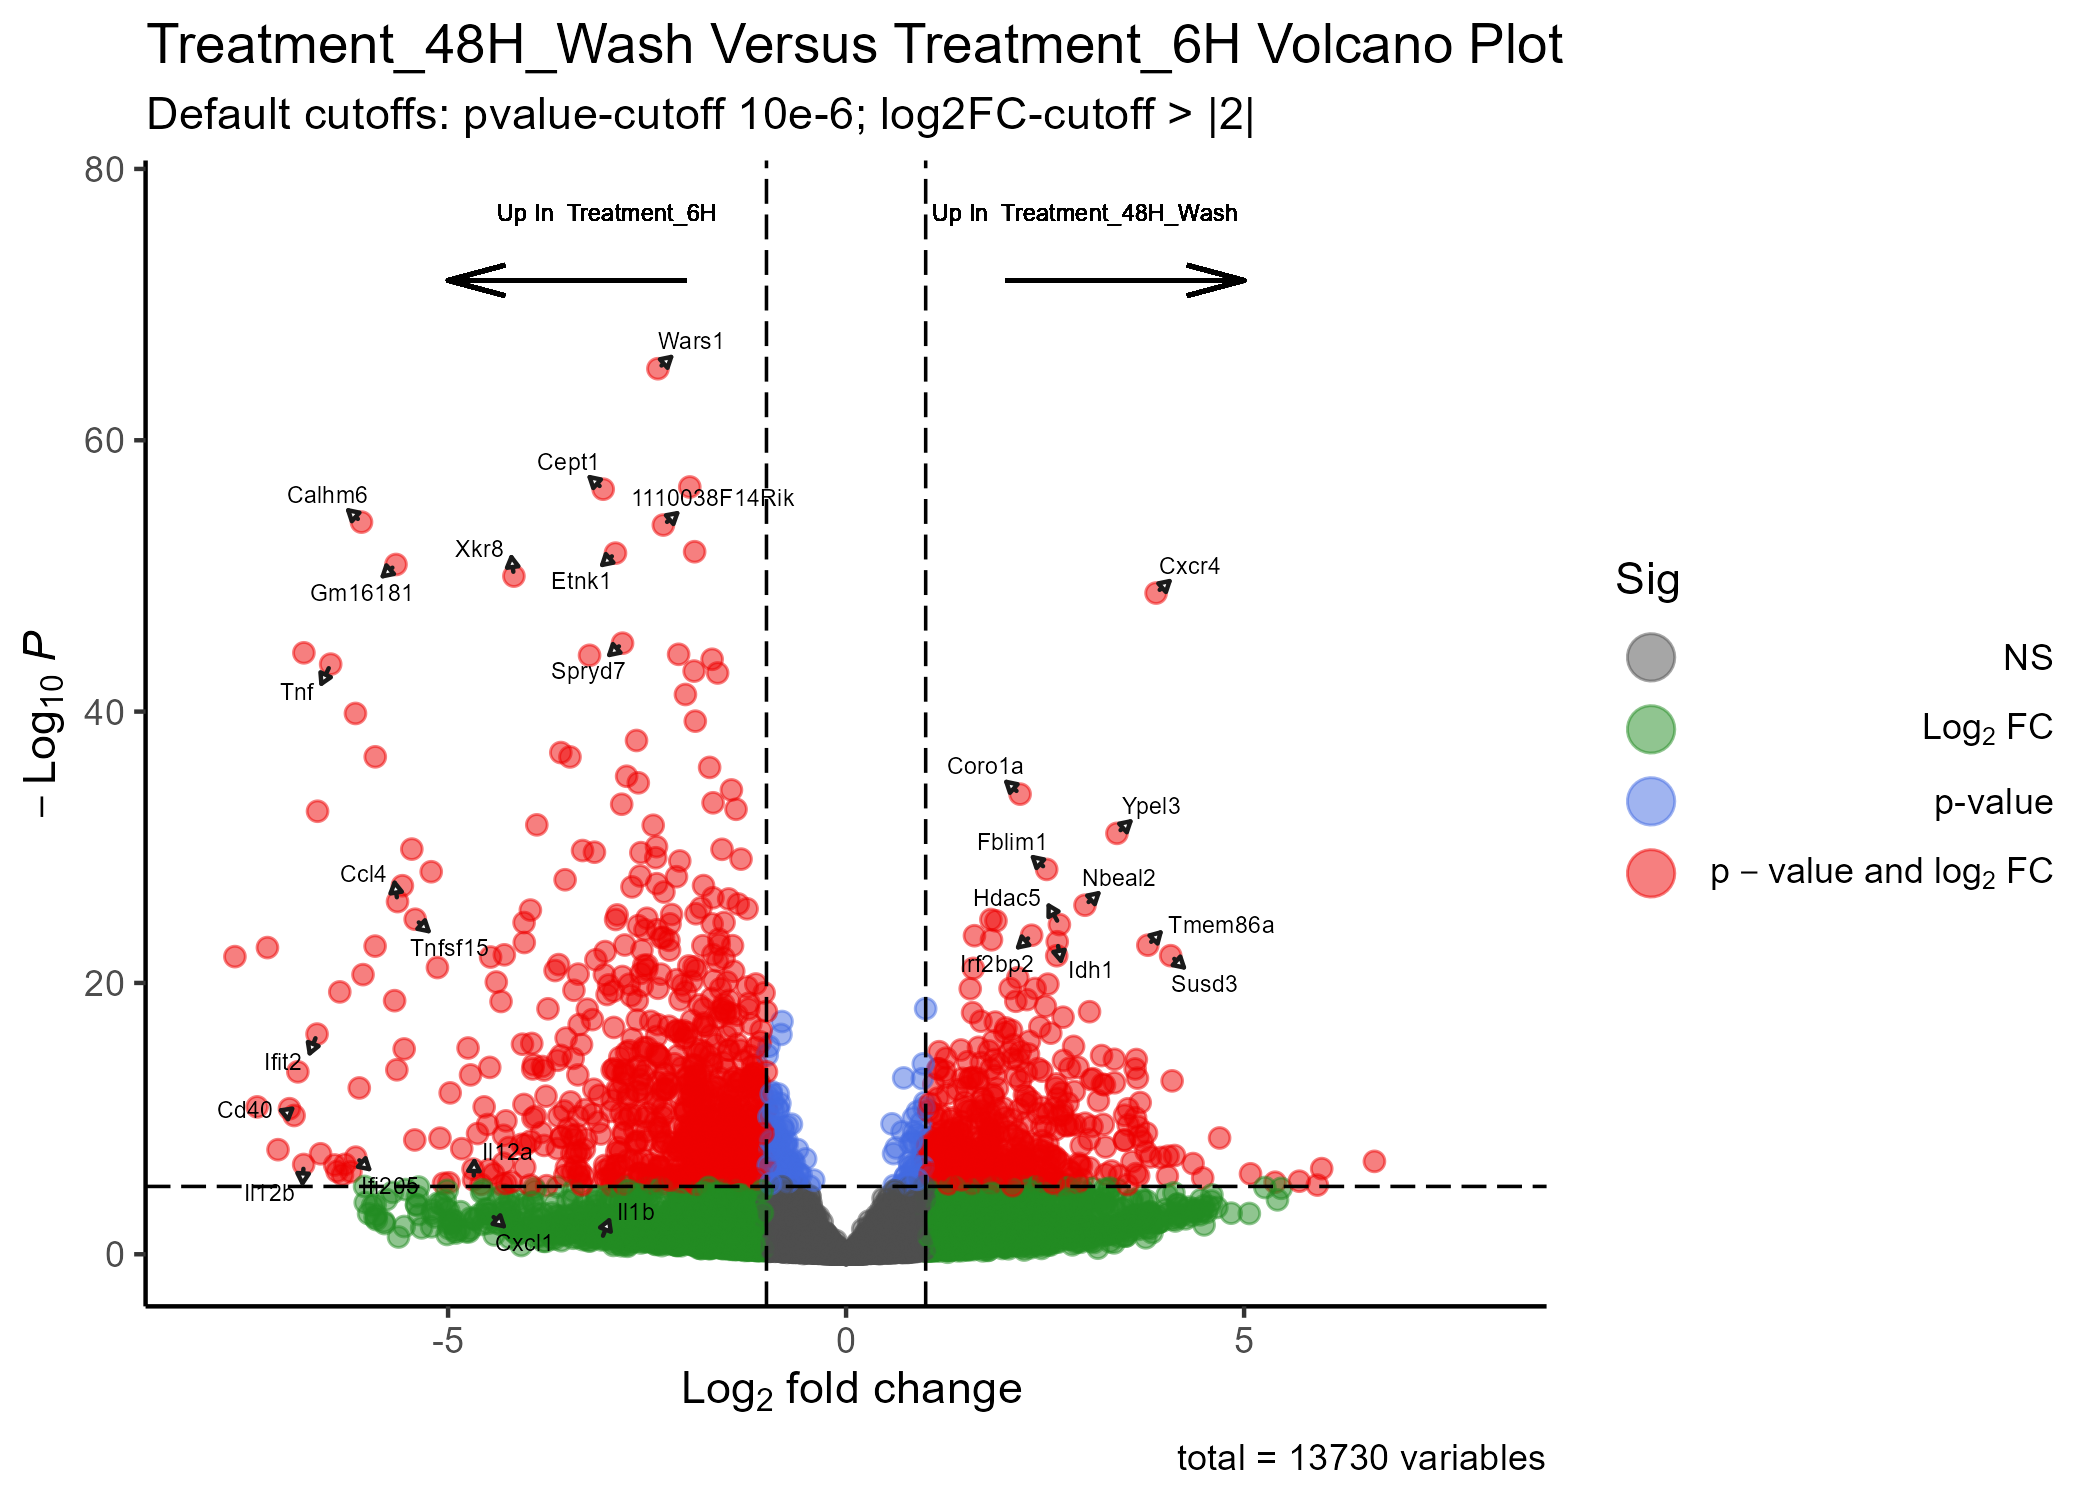 Treatment_48H_Wash Versus Treatment_6H Volcano Plot
Default cutoffs: pvalue-cutoff 10e-6; log2FC-cutoff > |2|
80
60
40
20
0
– Log10 P
Up In Treatment_6H
Up In Treatment_48H_Wash
Wars1
Cept1
Calhm6
1110038F14Rik
Xkr8
Etnk1
Gm16181
Cxcr4
Spryd7
Tnf
Coro1a
Ypel3
Fblim1
Ccl4
Nbeal2
Hdac5
Tmem86a
Tnfsf15
Irf2bp2
Idh1
Susd3
Ifit2
Cd40
Il12a
Il12b
Ifi205
Il1b
Cxcl1
-5
0
5
Log2 fold change
total = 13730 variables
Sig
NS
Log2 FC
p-value
p – value and log2 FC